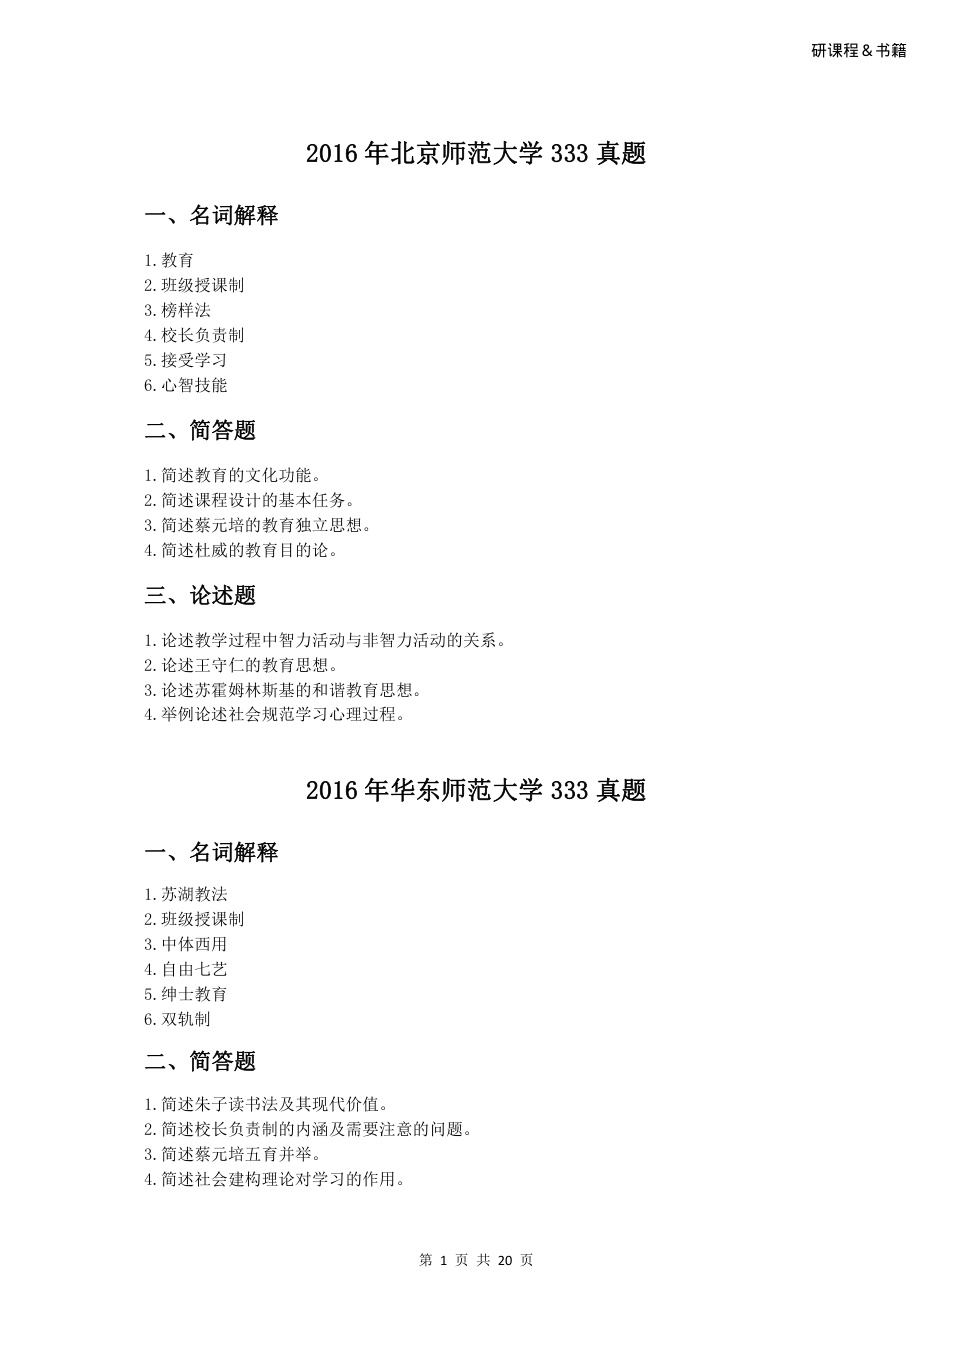 研课程＆书籍
2016 年北京师范大学 333 真题
一、名词解释
1.教育
2.班级授课制
3.榜样法
4.校长负责制
5.接受学习
6.心智技能
二、简答题
1.简述教育的文化功能。
2.简述课程设计的基本任务。
3.简述蔡元培的教育独立思想。
4.简述杜威的教育目的论。
三、论述题
1.论述教学过程中智力活动与非智力活动的关系。
2.论述王守仁的教育思想。
3.论述苏霍姆林斯基的和谐教育思想。
4.举例论述社会规范学习心理过程。
2016 年华东师范大学 333 真题
一、名词解释
1.苏湖教法
2.班级授课制
3.中体西用
4.自由七艺
5.绅士教育
6.双轨制
二、简答题
1.简述朱子读书法及其现代价值。
2.简述校长负责制的内涵及需要注意的问题。
3.简述蔡元培五育并举。
4.简述社会建构理论对学习的作用。
第 1 页 共 20 页